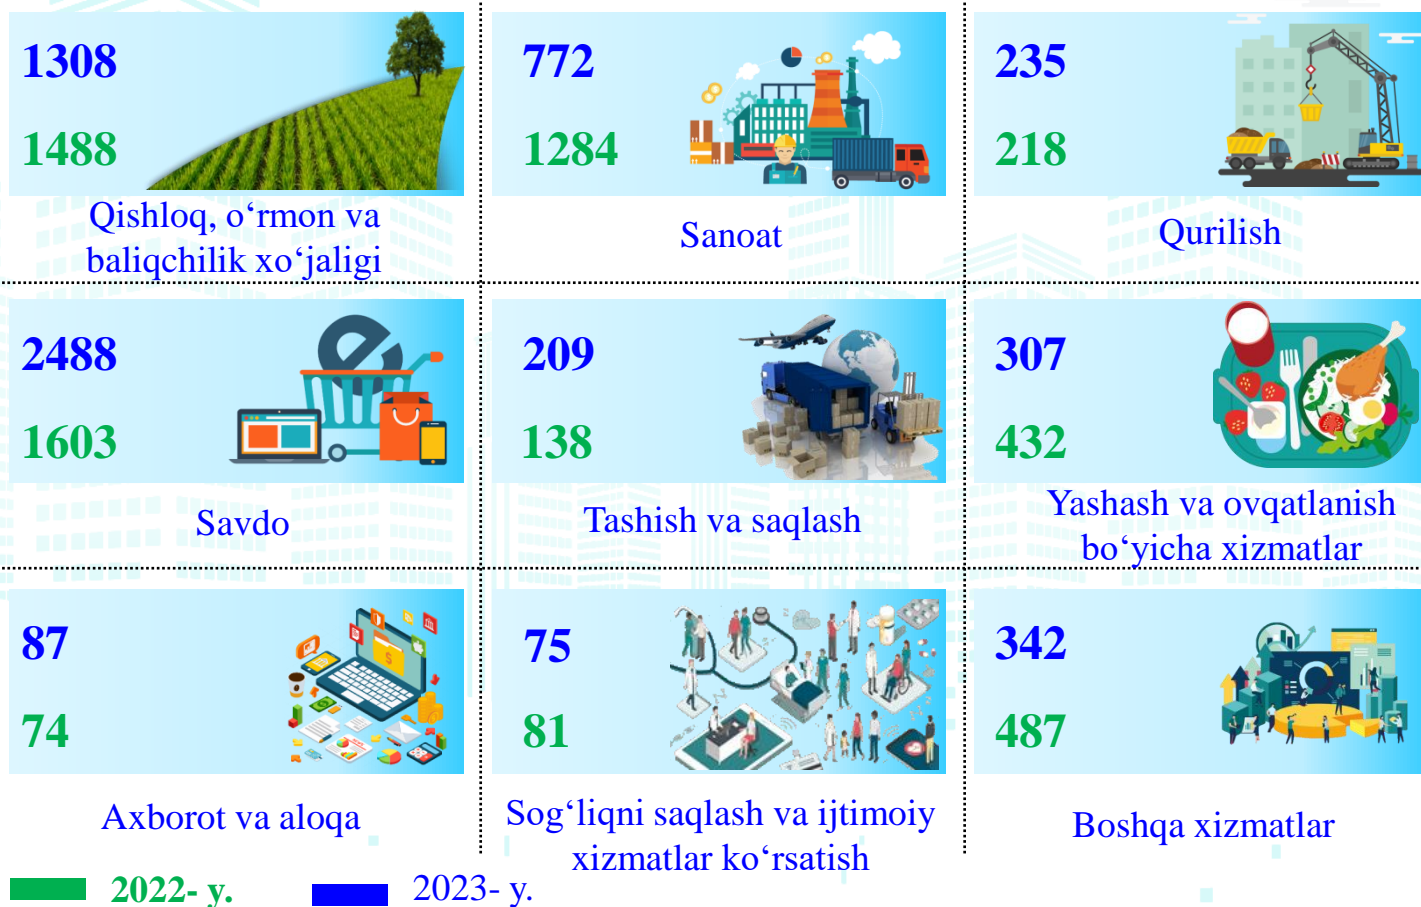 1308
1488
Qishloq, o‘rmon va
baliqchilik xo‘jaligi
772
1284
Sanoat
235
218
Qurilish
2488
1603
Savdo
209
138
Tashish va saqlash
307
432
Yashash va ovqatlanish
bo‘yicha xizmatlar
87
74
Axborot va aloqa
75
81
Sog‘liqni saqlash va ijtimoiy
xizmatlar ko‘rsatish
342
487
Boshqa xizmatlar
2022- y.
2023- y.